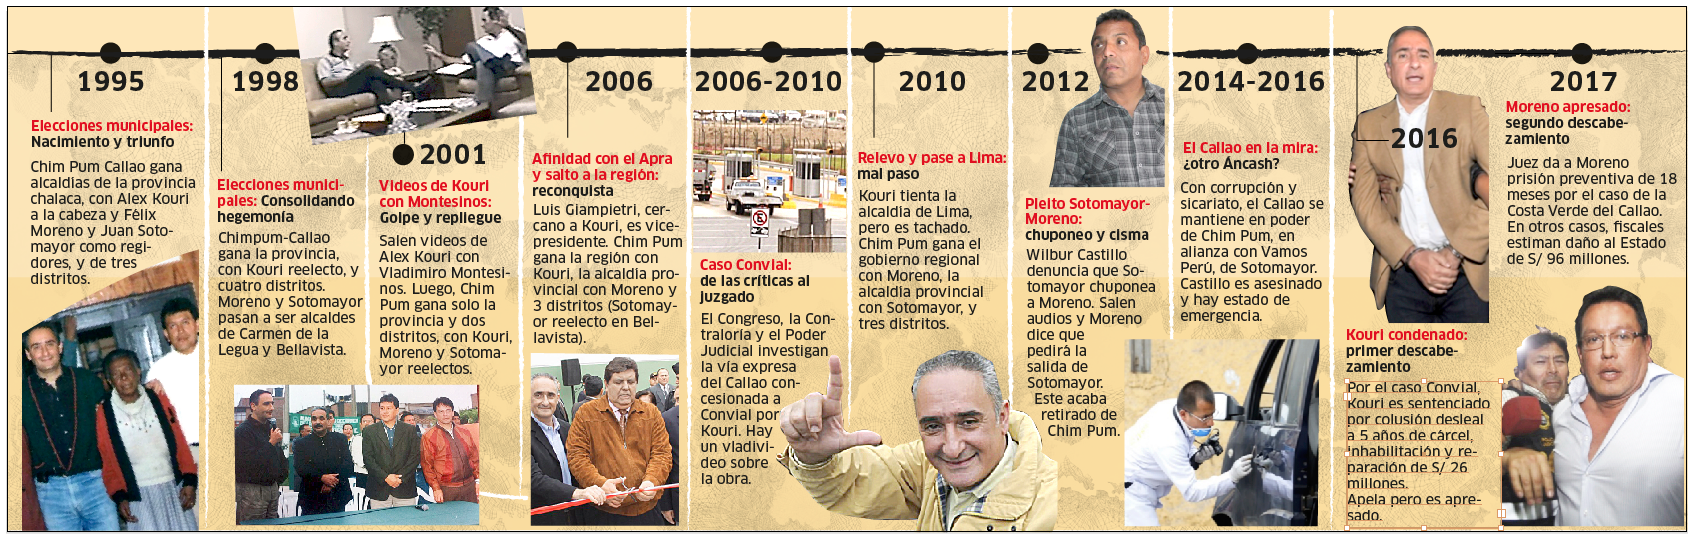 1995
Elecciones municipales:
Nacimiento y triunfo
Chim Pum Callao gana
alcaldías de la provincia
chalaca, con Alex Kouri
a la cabeza y Félix
Moreno y Juan Soto-
mayor como regi-
dores, y de tres
distritos.
1998
Elecciones munici-
pales: Consolidando
hegemonía
Chimpum-Callao
gana la provincia,
con Kouri reelecto, y
cuatro distritos.
Moreno y Sotomayor
pasan a ser alcaldes
de Carmen de la
Legua y Bellavista.
2001
Videos de Kouri
con Montesinos:
Golpe y repliegue
Salen videos de
Alex Kouri con
Vladimiro Montesi-
nos. Luego, Chim
Pum gana solo la
provincia y dos
distritos, con Kouri,
Moreno y Sotoma-
yor reelectos.
2006
Afinidad con el Apra
y salto a la región:
reconquista
Luis Giampietri, cer-
cano a Kouri, es vice-
presidente. Chim Pum
gana la región con
Kouri, la alcaldía pro-
vincial con Moreno y
3 distritos (Sotomay-
or reelecto en Bel-
lavista).
2006-2010
Caso Convial:
de las críticas al
juzgado
El Congreso, la Con-
traloría y el Poder
Judicial investigan
la vía expresa
del Callao con-
cesionada a
Convial por
Kouri. Hay
un vladivi-
deo sobre
la obra.
2010
Relevo y pase a Lima:
mal paso
Kouri tienta la
alcaldía de Lima,
pero es tachado.
Chim Pum gana el
gobierno regional
con Moreno, la
alcaldía provincial
con Sotomayor, y
tres distritos.
2012
Pleito Sotomayor-
Moreno:
chuponeo y cisma
Wilbur Castillo
denuncia que So-
tomayor chuponea
a Moreno. Salen
audios y Moreno
dice que
pedirá la
salida de
Sotomayor.
Este acaba
retirado de
Chim Pum.
2014-2016
El Callao en la mira:
¿otro Áncash?
Con corrupción y
sicariato, el Callao se
mantiene en poder
de Chim Pum, en
alianza con Vamos
Perú, de Sotomayor.
Castillo es asesinado
y hay estado de
emergencia.
2016
Kouri condenado:
primer descabe-
zamiento
Por el caso Convial,
Kouri es sentenciado
por colusión desleal
a 5 años de cárcel,
inhabilitación y re-
paración de S/ 26
millones.
Apela pero es apre-
sado.
2017
Moreno apresado:
segundo descabe-
zamiento
Juez da a Moreno
prisión preventiva de 18
meses por el caso de la
Costa Verde del Callao.
En otros casos, fiscales
estiman daño al Estado
de S/ 96 millones.